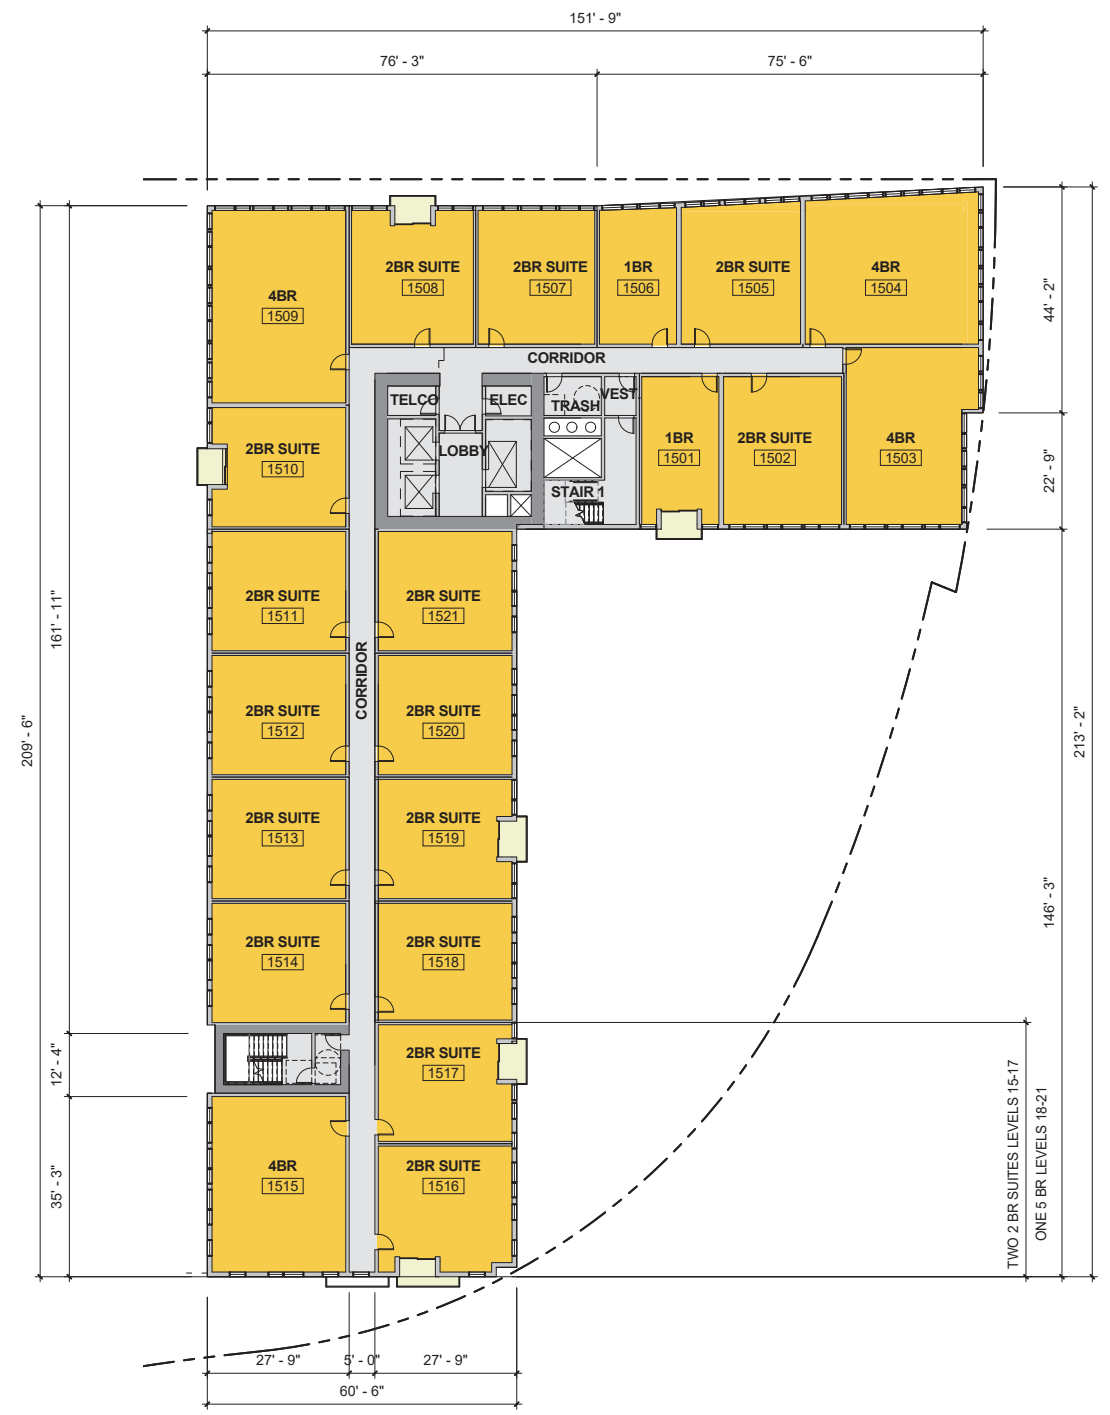 151' - 9"
76' - 3"
75' - 6"
2BR SUITE
1508
2BR SUITE
1507
1BR
1506
2BR SUITE
1505
4BR
1504
4BR
1509
44' - 2"
CORRIDOR
TELCO
ELEC
TRASH
VEST
LOBBY
STAIR 1
1BR
1501
2BR SUITE
1502
4BR
1503
22' - 9"
2BR SUITE
1510
2BR SUITE
1511
2BR SUITE
1521
161' - 11"
CORRIDOR
2BR SUITE
1512
2BR SUITE
1520
209' - 6"
213' - 2"
2BR SUITE
1513
2BR SUITE
1519
146' - 3"
2BR SUITE
1514
2BR SUITE
1518
12' - 4"
2BR SUITE
1517
TWO 2 BR SUITES LEVELS 15-17
ONE 5 BR LEVELS 18-21
35' - 3"
4BR
1515
2BR SUITE
1516
27' - 9"
5' - 0"
27' - 9"
60' - 6"